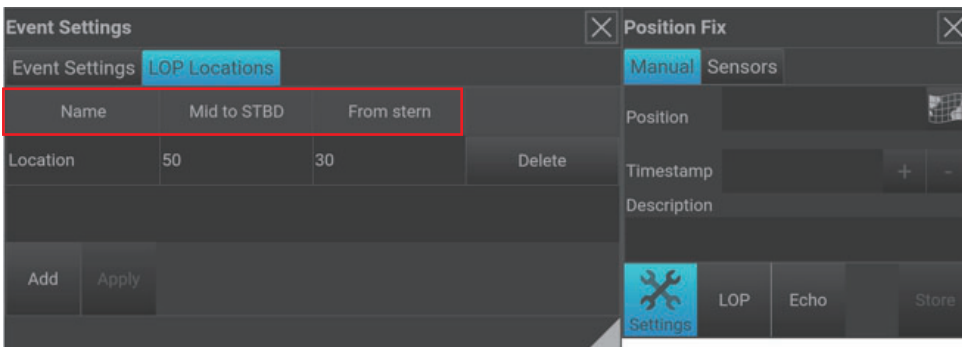 Event Settings
Event Settings LOP Locations
Name Mid to STBD From stern
Location 50 30 Delete
Add Apply
Position Fix
Manual Sensors
Position
Timestamp + -
Description
Settings LOP Echo Store